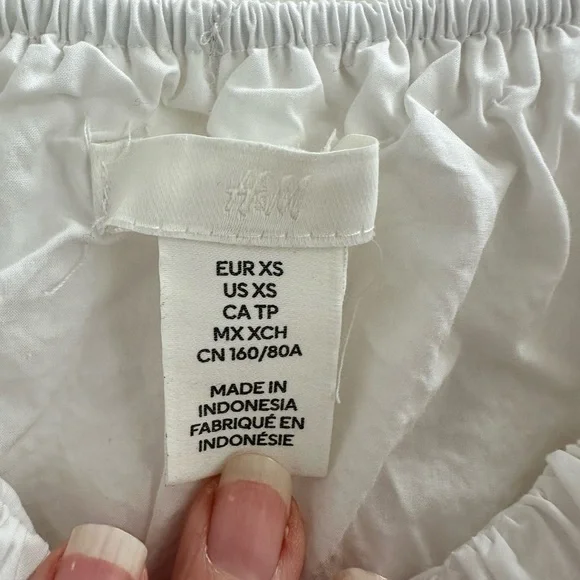 H&M
EUR XS
US XS
CA TP
MX XCH
CN 160/80A
MADE IN
INDONESIA
FABRIQUÉ EN
INDONÉSIE